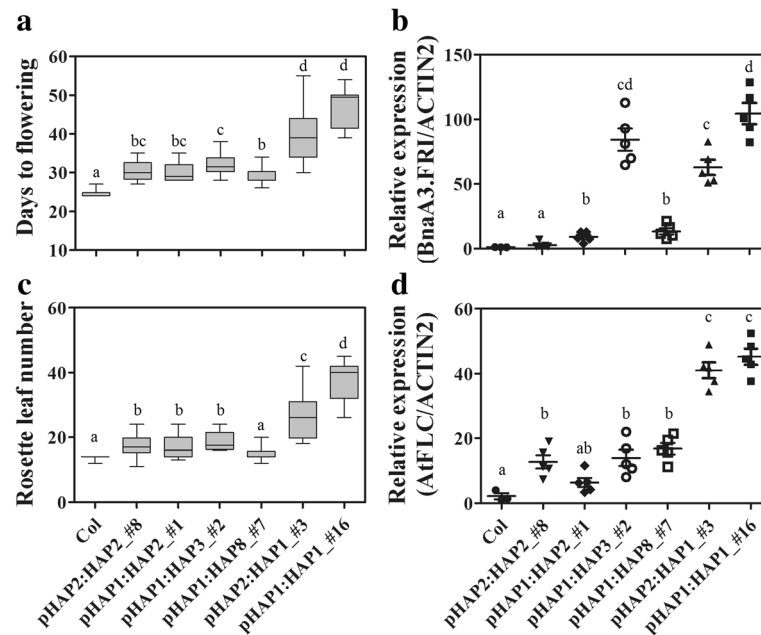 a
Days to flowering
60
50
40
30
20
10
a
bc
bc
c
b
d
d
b
Relative expression
(BnaA3.FRI/ACTIN2)
150
100
50
0
a
a
b
cd
b
c
d
c
Rosette leaf number
60
40
20
0
a
b
b
b
a
c
d
Col
pHAP2::HAP2_#8
pHAP1:HAP2_#1
pHAP1:HAP3_#2
pHAP1:HAP8_#7
pHAP2:HAP1_#3
pHAP1:HAP1_#16
d
Relative expression
(AtFLC/ACTIN2)
60
40
20
0
a
b
ab
b
b
c
c
Col
pHAP2::HAP2_#8
pHAP1:HAP2_#1
pHAP1:HAP3_#2
pHAP1:HAP8_#7
pHAP2:HAP1_#3
pHAP1:HAP1_#16